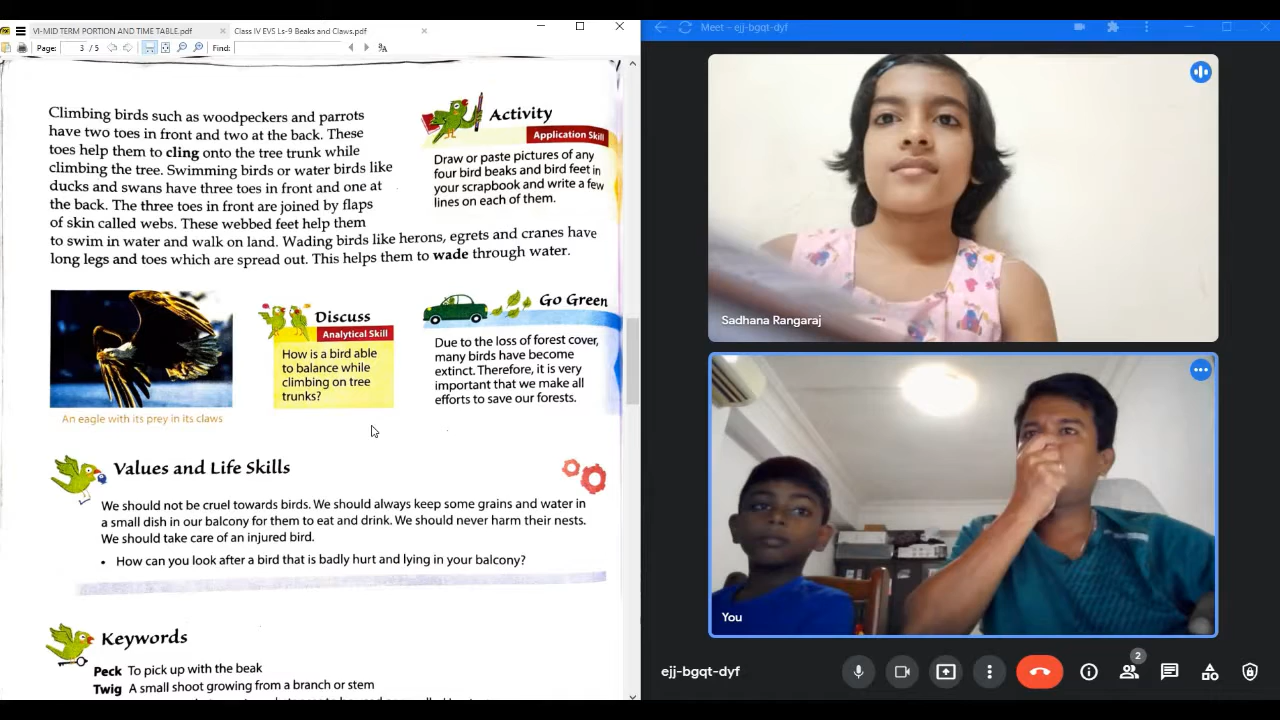 VI-MID TERM PORTION AND TIME TABLE.pdf
Class IV EVS Ls-9 Beaks and Claws.pdf
Page: 3 / 5
Find:
Climbing birds such as woodpeckers and parrots
have two toes in front and two at the back. These
toes help them to cling onto the tree trunk while
climbing the tree. Swimming birds or water birds like
ducks and swans have three toes in front and one at
the back. The three toes in front are joined by flaps
of skin called webs. These webbed feet help them
to swim in water and walk on land. Wading birds like herons, egrets and cranes have
long legs and toes which are spread out. This helps them to wade through water.
Activity
Application Skill
Draw or paste pictures of any
four bird beaks and bird feet in
your scrapbook and write a few
lines on each of them.
An eagle with its prey in its claws
Discuss
Analytical Skill
How is a bird able
to balance while
climbing on tree
trunks?
Go Green
Due to the loss of forest cover,
many birds have become
extinct. Therefore, it is very
important that we make all
efforts to save our forests.
Values and Life Skills
We should not be cruel towards birds. We should always keep some grains and water in
a small dish in our balcony for them to eat and drink. We should never harm their nests.
We should take care of an injured bird.
• How can you look after a bird that is badly hurt and lying in your balcony?
Keywords
Peck To pick up with the beak
Twig A small shoot growing from a branch or stem
Meet – ejj-bgqt-dyf
Sadhana Rangaraj
You
ejj-bgqt-dyf
2